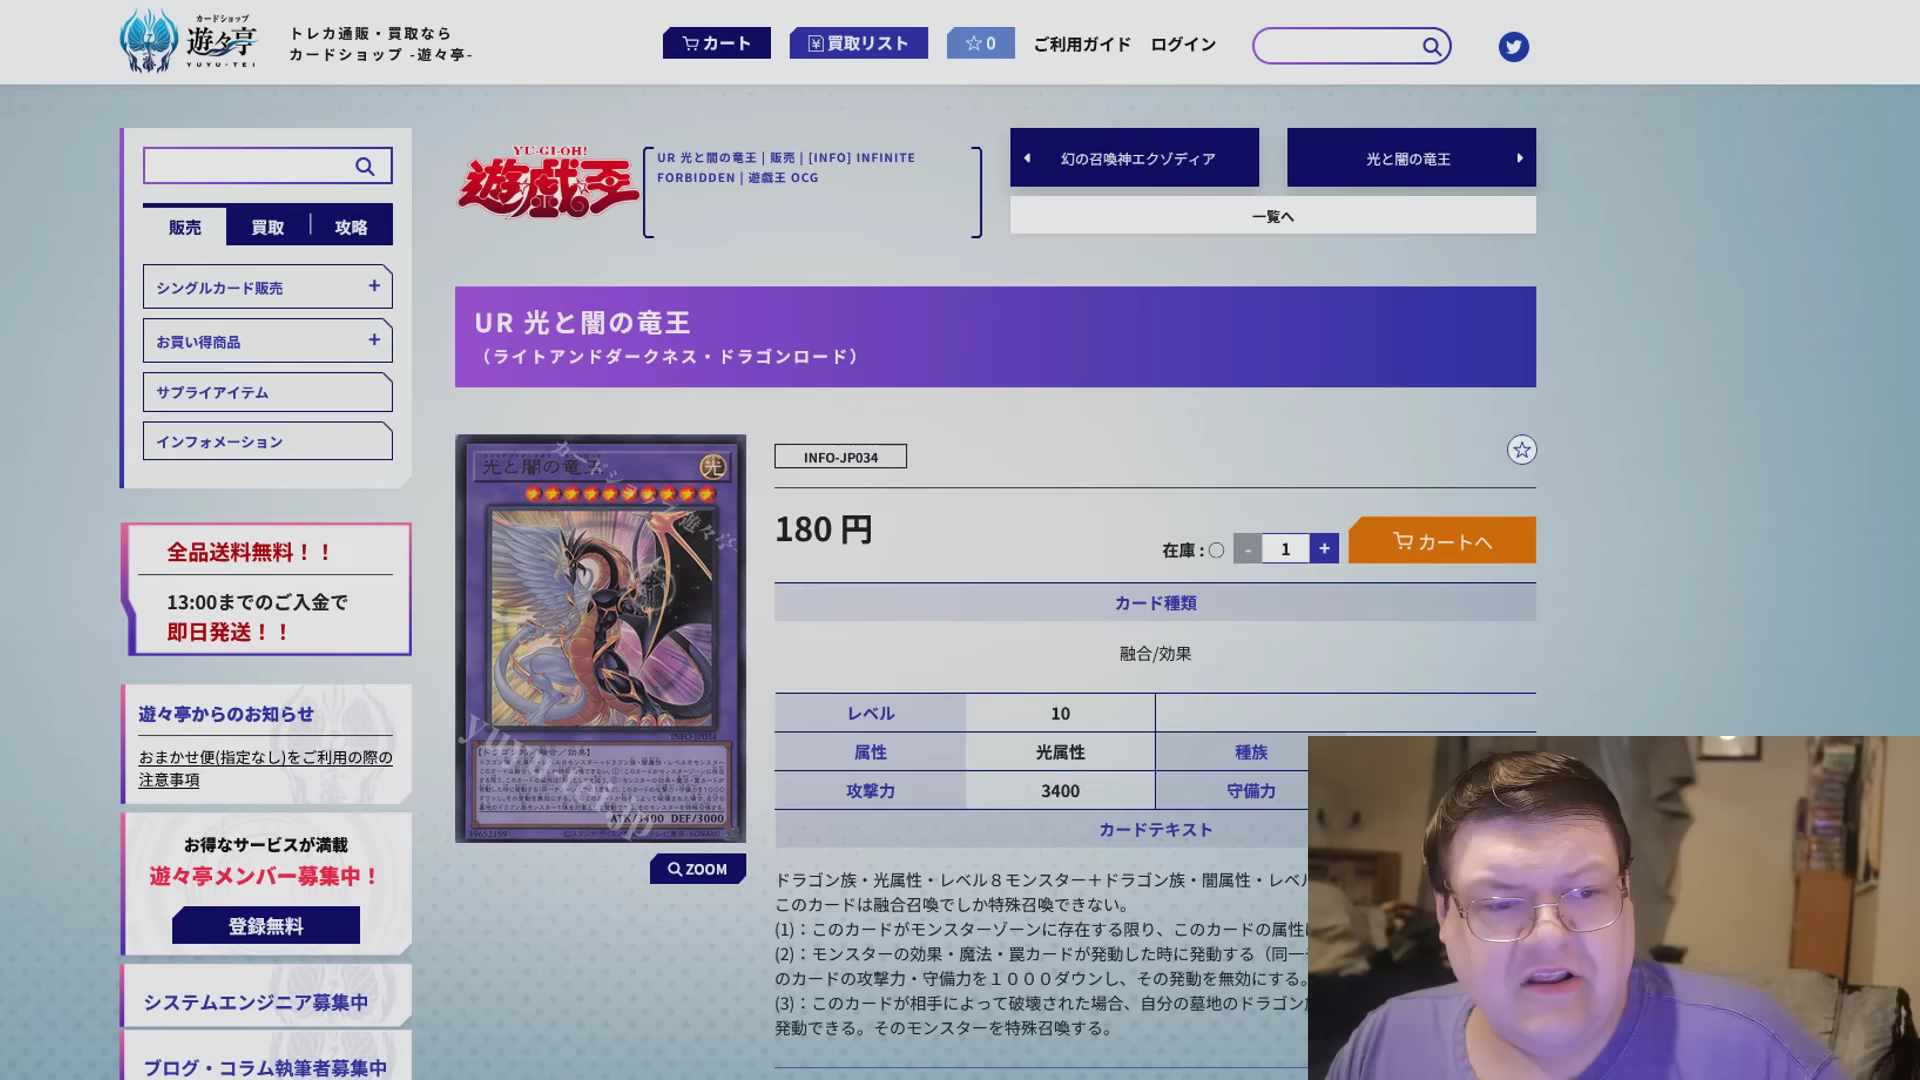 カードショップ
遊々亭
YUYU-TEI
トレカ通販・買取なら
カードショップ -遊々亭-
カート
買取リスト
0
ご利用ガイド
ログイン
販売
買取
攻略
シングルカード販売
+
お買い得商品
+
サプライアイテム
インフォメーション
全品送料無料！！
13:00までのご入金で
即日発送！！
遊々亭からのお知らせ
おまかせ便(指定なし)をご利用の際の
注意事項
お得なサービスが満載
遊々亭メンバー募集中！
登録無料
システムエンジニア募集中
ブログ・コラム執筆者募集中
YU-GI-OH!
遊戯王
UR 光と闇の竜王 | 販売 | [INFO] INFINITE
FORBIDDEN | 遊戯王 OCG
幻の召喚神エクゾディア
光と闇の竜王
一覧へ
UR 光と闇の竜王
（ライトアンドダークネス・ドラゴンロード）
光と闇の竜王
光
INFO-JP034
【ドラゴン族／融合／効果】
ATK/3400 DEF/3000
19652159
ZOOM
INFO-JP034
180 円
在庫 : 〇
-
1
+
カートへ
カード種類
融合/効果
レベル
10
属性
光属性
種族
攻撃力
3400
守備力
カードテキスト
ドラゴン族・光属性・レベル８モンスター＋ドラゴン族・闇属性・レベル
このカードは融合召喚でしか特殊召喚できない。
(1)：このカードがモンスターゾーンに存在する限り、このカードの属性
(2)：モンスターの効果・魔法・罠カードが発動した時に発動する（同一
のカードの攻撃力・守備力を１０００ダウンし、その発動を無効にする。
(3)：このカードが相手によって破壊された場合、自分の墓地のドラゴン
発動できる。そのモンスターを特殊召喚する。